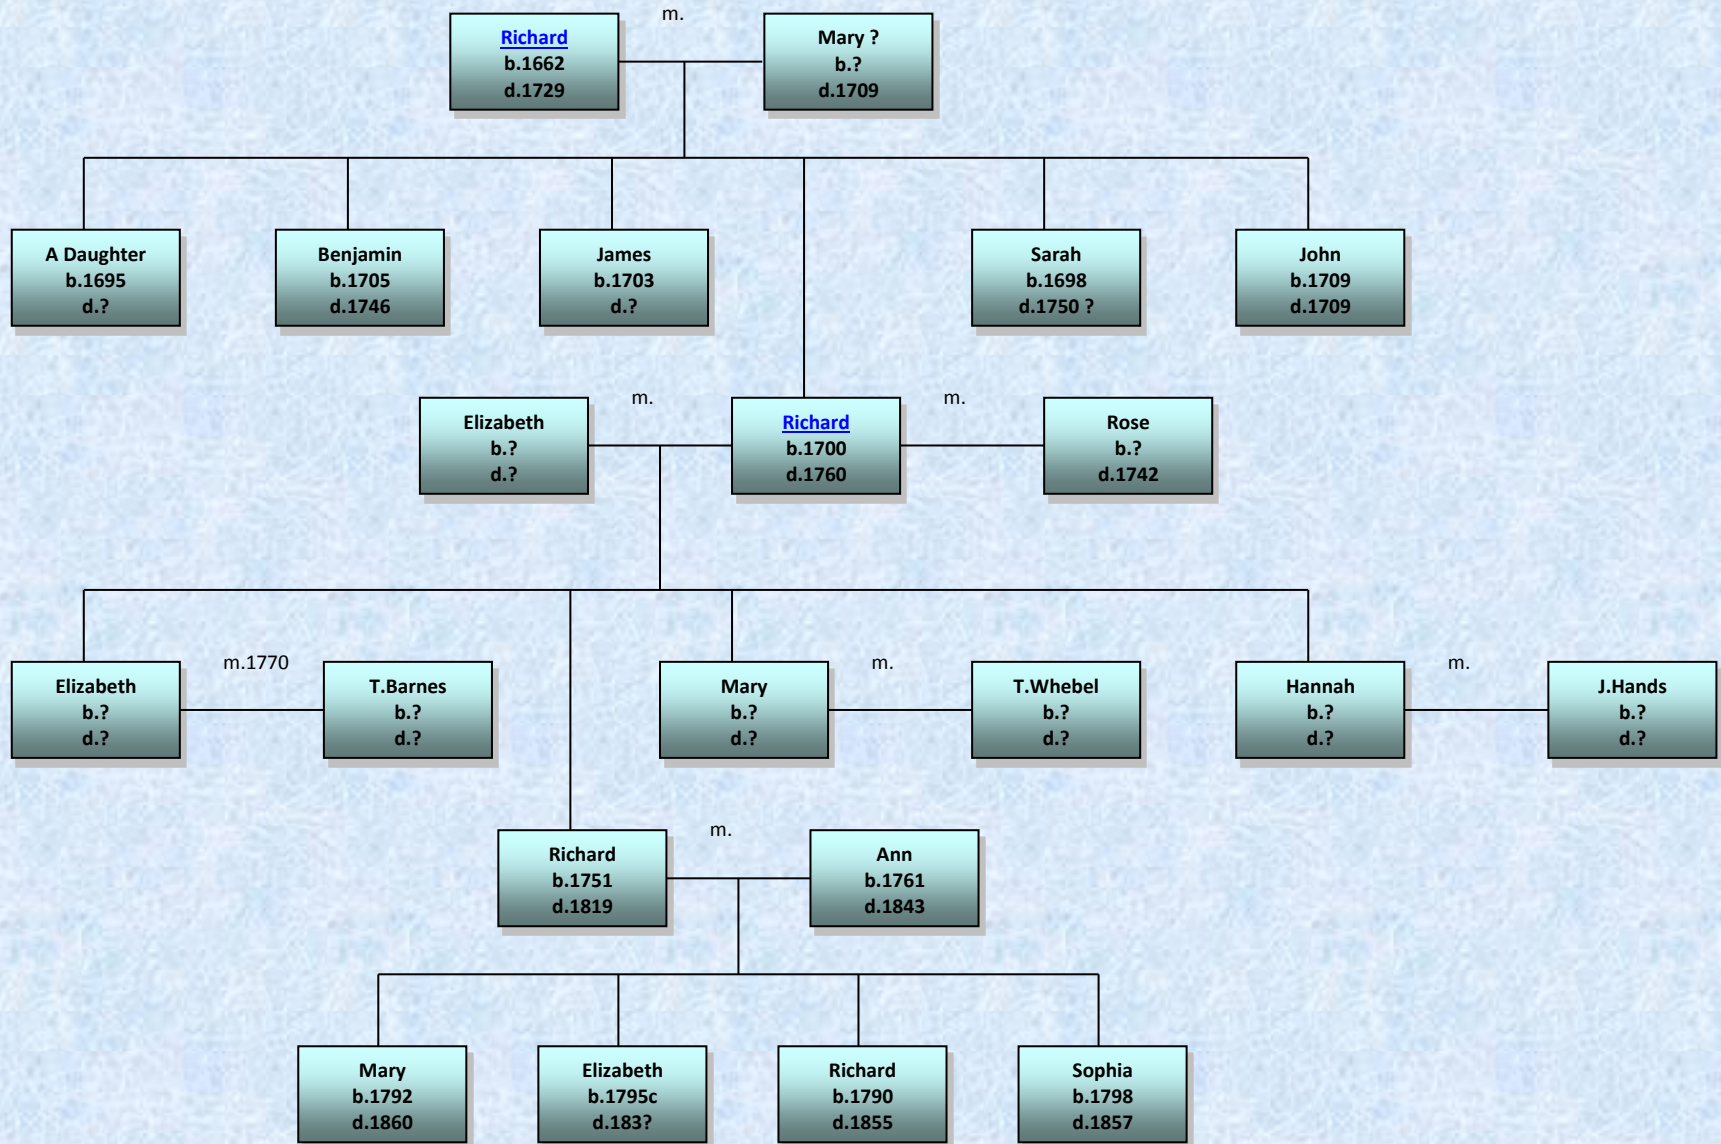 m.
Richard
b.1662
d.1729
Mary ?
b.?
d.1709
A Daughter
b.1695
d.?
Benjamin
b.1705
d.1746
James
b.1703
d.?
Sarah
b.1698
d.1750 ?
John
b.1709
d.1709
Elizabeth
b.?
d.?
m.
Richard
b.1700
d.1760
m.
Rose
b.?
d.1742
Elizabeth
b.?
d.?
m.1770
T.Barnes
b.?
d.?
Mary
b.?
d.?
m.
T.Whebel
b.?
d.?
Hannah
b.?
d.?
m.
J.Hands
b.?
d.?
Richard
b.1751
d.1819
m.
Ann
b.1761
d.1843
Mary
b.1792
d.1860
Elizabeth
b.1795c
d.183?
Richard
b.1790
d.1855
Sophia
b.1798
d.1857